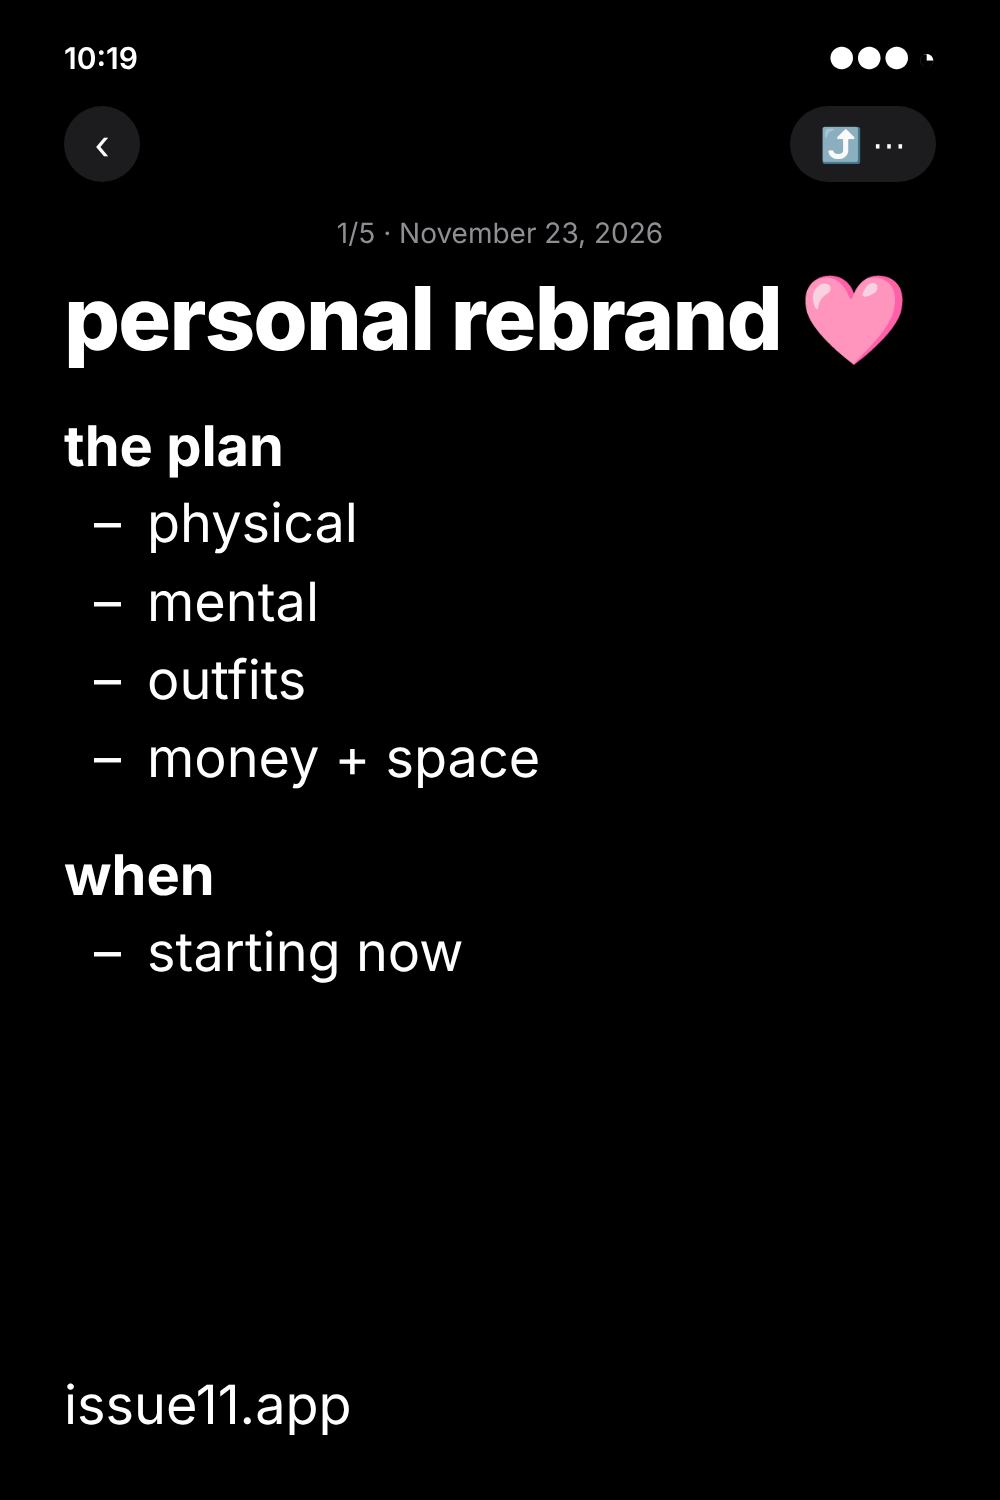 10:19
‹
⤴️ ⋯
1/5 · November 23, 2026
personal rebrand 🩷
the plan
– physical
– mental
– outfits
– money + space
when
– starting now
issue11.app